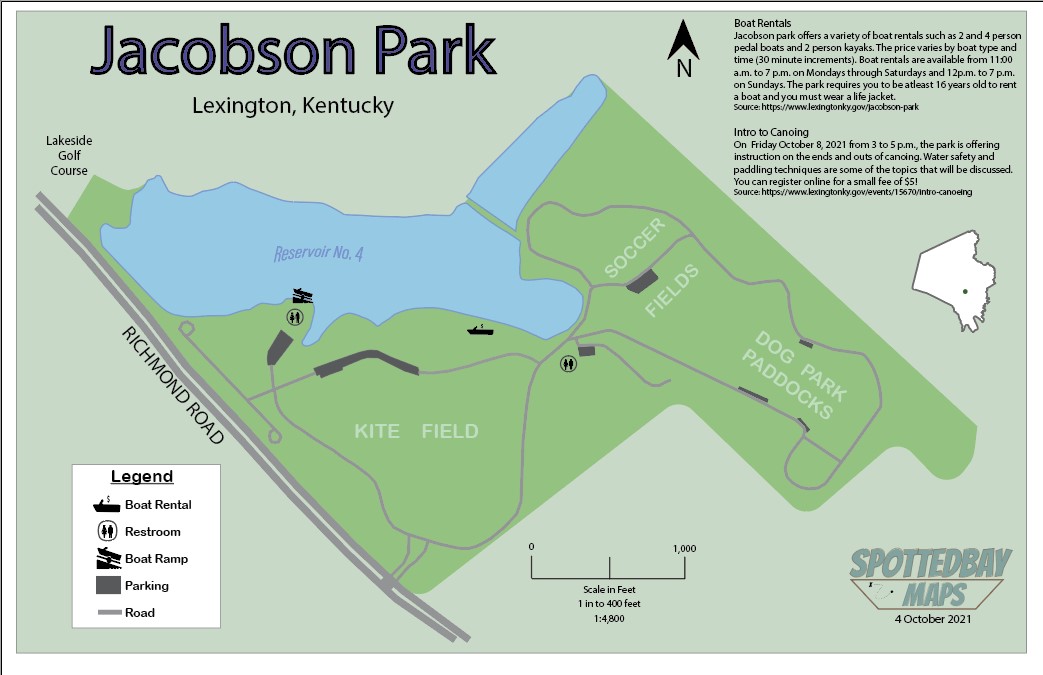 Jacobson Park
Lexington, Kentucky
N
Boat Rentals
Jacobson park offers a variety of boat rentals such as 2 and 4 person
pedal boats and 2 person kayaks. The price varies by boat type and
time (30 minute increments). Boat rentals are available from 11:00
a.m. to 7 p.m. on Mondays through Saturdays and 12p.m. to 7 p.m.
on Sundays. The park requires you to be atleast 16 years old to rent
a boat and you must wear a life jacket.
Source: https://www.lexingtonky.gov/jacobson-park
Intro to Canoing
On Friday October 8, 2021 from 3 to 5 p.m., the park is offering
instruction on the ends and outs of canoing. Water safety and
paddling techniques are some of the topics that will be discussed.
You can register online for a small fee of $5!
Source: https://www.lexingtonky.gov/events/15670/intro-canoeing
Lakeside
Golf
Course
Reservoir No. 4
SOCCER
FIELDS
DOG PARK
PADDOCKS
KITE FIELD
RICHMOND ROAD
$
Legend
$
Boat Rental
Restroom
Boat Ramp
Parking
Road
0 1,000
Scale in Feet
1 in to 400 feet
1:4,800
SPOTTEDBAY
MAPS
4 October 2021